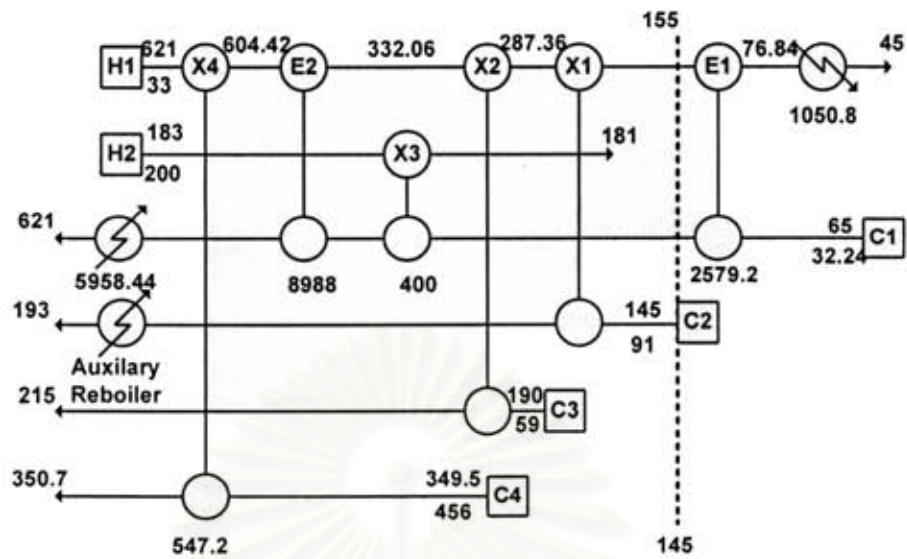 155
621 604.42 332.06 287.36 76.84 45
H1 X4 E2 X2 X1 E1
33
1050.8
183 181
H2 X3
200
621 65
C1
5958.44 8988 400 2579.2 32.24
193 145
C2
91
Auxilary
Reboiler
215 190
C3
59
350.7 349.5
C4
547.2 456
145